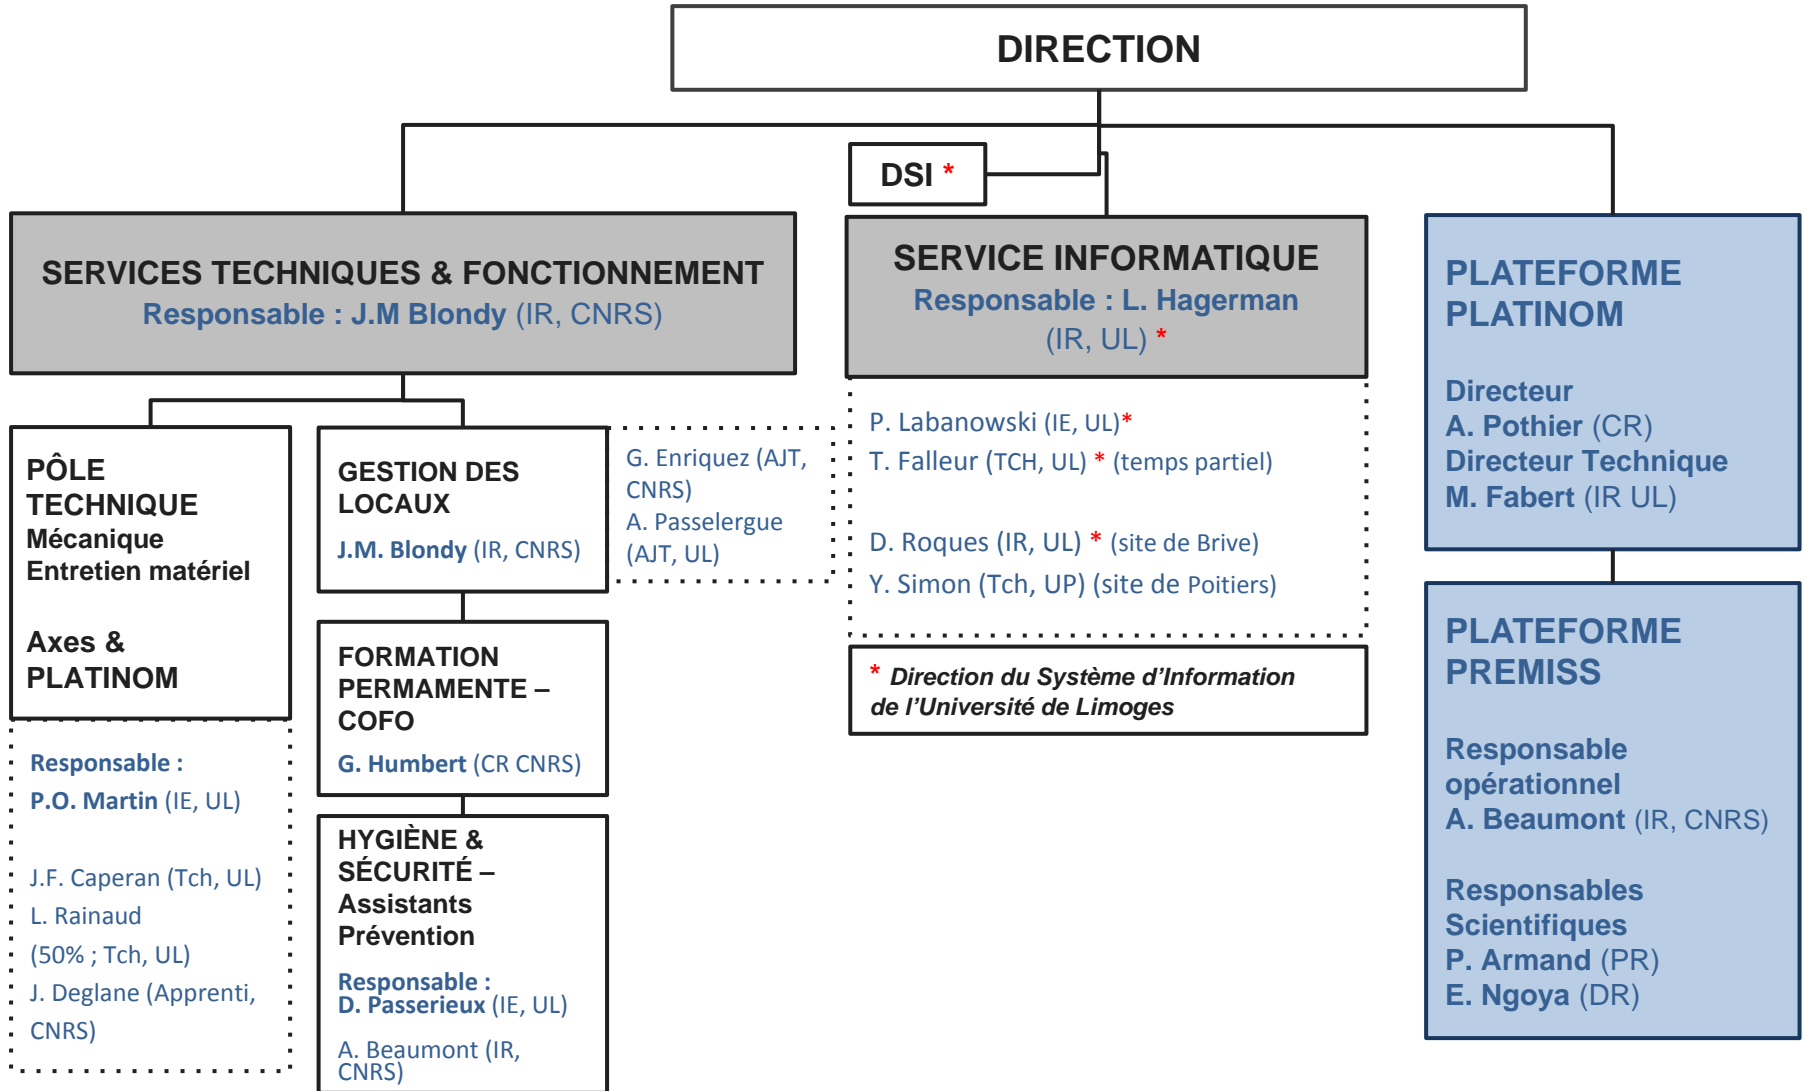 DIRECTION
DSI *
SERVICES TECHNIQUES & FONCTIONNEMENT
Responsable : J.M Blondy (IR, CNRS)
SERVICE INFORMATIQUE
Responsable : L. Hagerman
(IR, UL) *
PLATEFORME
PLATINOM
Directeur
A. Pothier (CR)
Directeur Technique
M. Fabert (IR UL)
PÔLE
TECHNIQUE
Mécanique
Entretien matériel
Axes &
PLATINOM
Responsable :
P.O. Martin (IE, UL)
J.F. Caperan (Tch, UL)
L. Rainaud
(50% ; Tch, UL)
J. Deglane (Apprenti,
CNRS)
GESTION DES
LOCAUX
J.M. Blondy (IR, CNRS)
G. Enriquez (AJT,
CNRS)
A. Passelergue
(AJT, UL)
FORMATION
PERMAMENTE –
COFO
G. Humbert (CR CNRS)
HYGIÈNE &
SÉCURITÉ –
Assistants
Prévention
Responsable :
D. Passerieux (IE, UL)
A. Beaumont (IR,
CNRS)
P. Labanowski (IE, UL)*
T. Falleur (TCH, UL) * (temps partiel)
D. Roques (IR, UL) * (site de Brive)
Y. Simon (Tch, UP) (site de Poitiers)
* Direction du Système d'Information
de l'Université de Limoges
PLATEFORME
PREMISS
Responsable
opérationnel
A. Beaumont (IR, CNRS)
Responsables
Scientifiques
P. Armand (PR)
E. Ngoya (DR)